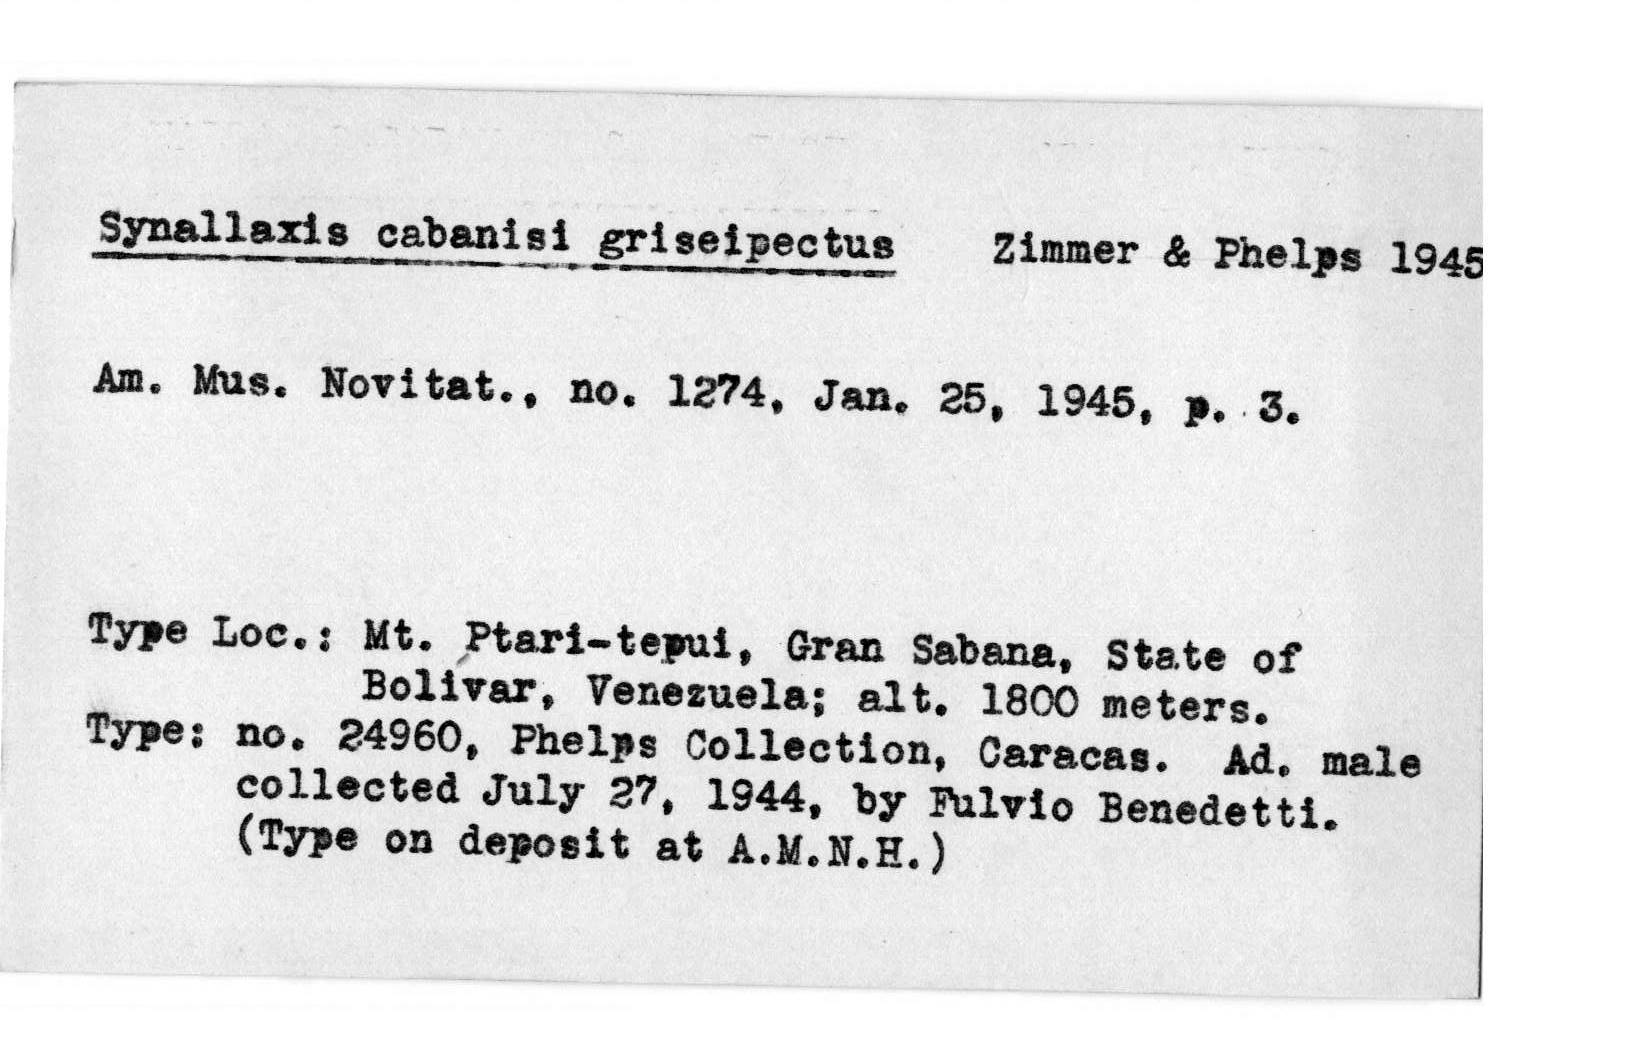 Synallaxis cabanisi griseipectus Zimmer & Phelps 1945
Am. Mus. Novitat., no. 1274, Jan. 25, 1945, p. 3.
Type Loc.: Mt. Ptari-tepui, Gran Sabana, State of
Bolivar, Venezuela; alt. 1800 meters.
Type: no. 24960, Phelps Collection, Caracas. Ad. male
collected July 27, 1944, by Fulvio Benedetti.
(Type on deposit at A.M.N.H.)